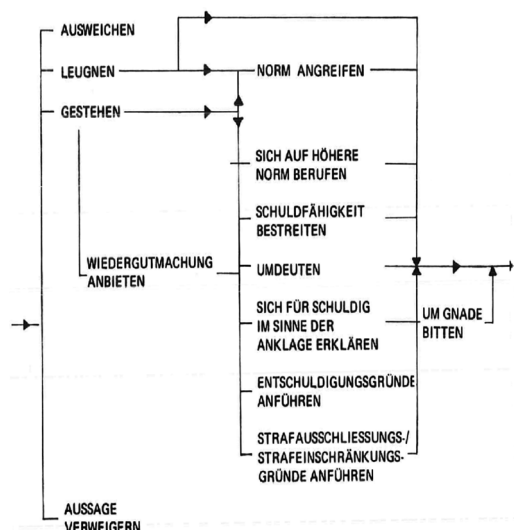 AUSWEICHEN
LEUGNEN
NORM ANGREIFEN
GESTEHEN
SICH AUF HÖHERE
NORM BERUFEN
SCHULDFÄHIGKEIT
BESTREITEN
WIEDERGUTMACHUNG
ANBIETEN
UMDEUTEN
SICH FÜR SCHULDIG
IM SINNE DER
ANKLAGE ERKLÄREN
UM GNADE
BITTEN
ENTSCHULDIGUNGSGRÜNDE
ANFÜHREN
STRAFAUSSCHLIESSUNGS-/
STRAFEINSCHRÄNKUNGS-
GRÜNDE ANFÜHREN
AUSSAGE
VERWEIGERN